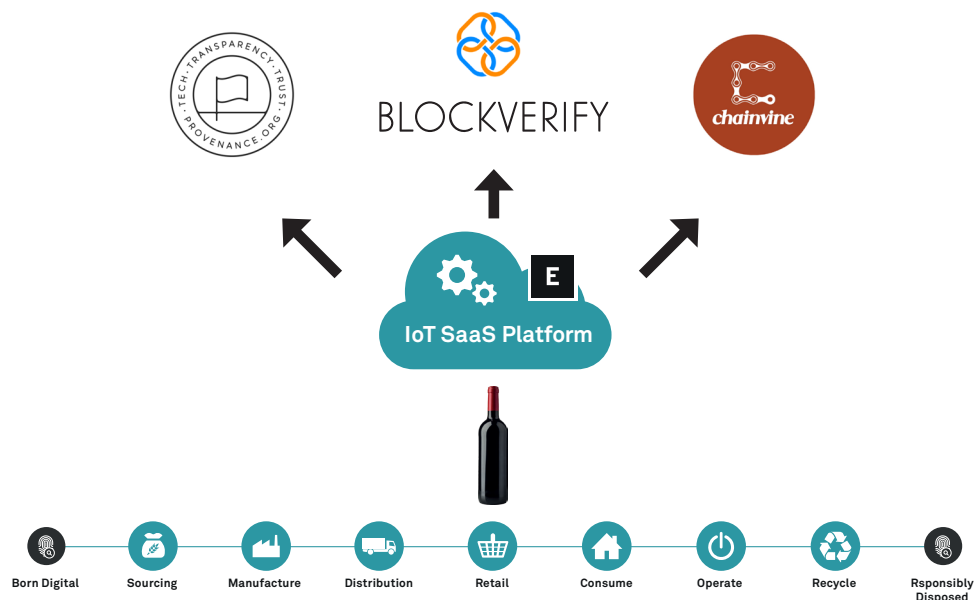 · TECH · TRANSPARENCY · TRUST ·
PROVENANCE.ORG
BLOCKVERIFY
chainvine
E
IoT SaaS Platform
Born Digital
Sourcing
Manufacture
Distribution
Retail
Consume
Operate
Recycle
Rsponsibly
Disposed